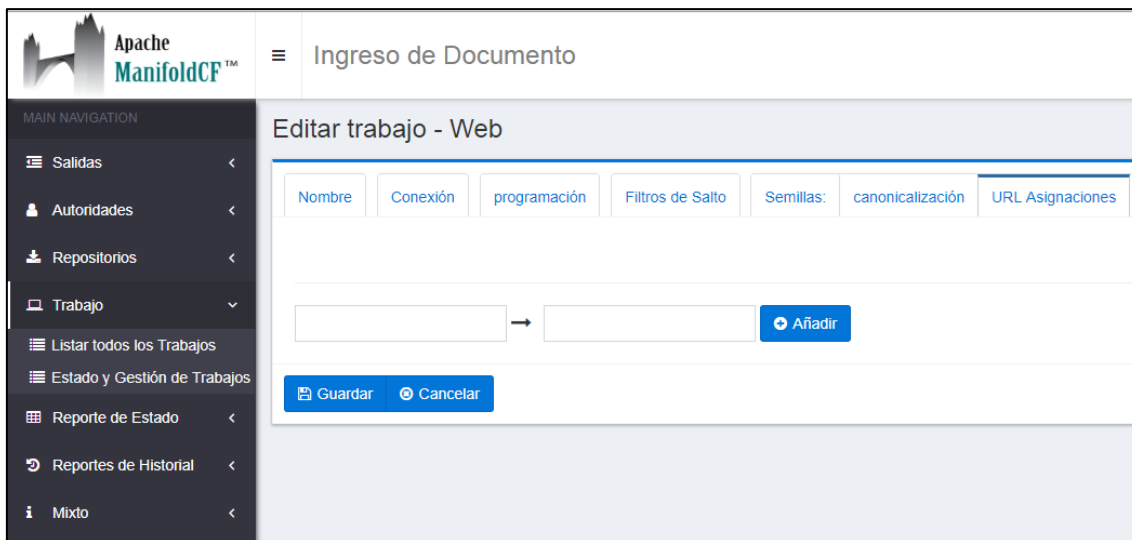 Apache
ManifoldCF™
Ingreso de Documento
MAIN NAVIGATION
Salidas
Autoridades
Repositorios
Trabajo
Listar todos los Trabajos
Estado y Gestión de Trabajos
Reporte de Estado
Reportes de Historial
Mixto
Editar trabajo - Web
Nombre Conexión programación Filtros de Salto Semillas: canonicalización URL Asignaciones
Añadir
Guardar Cancelar